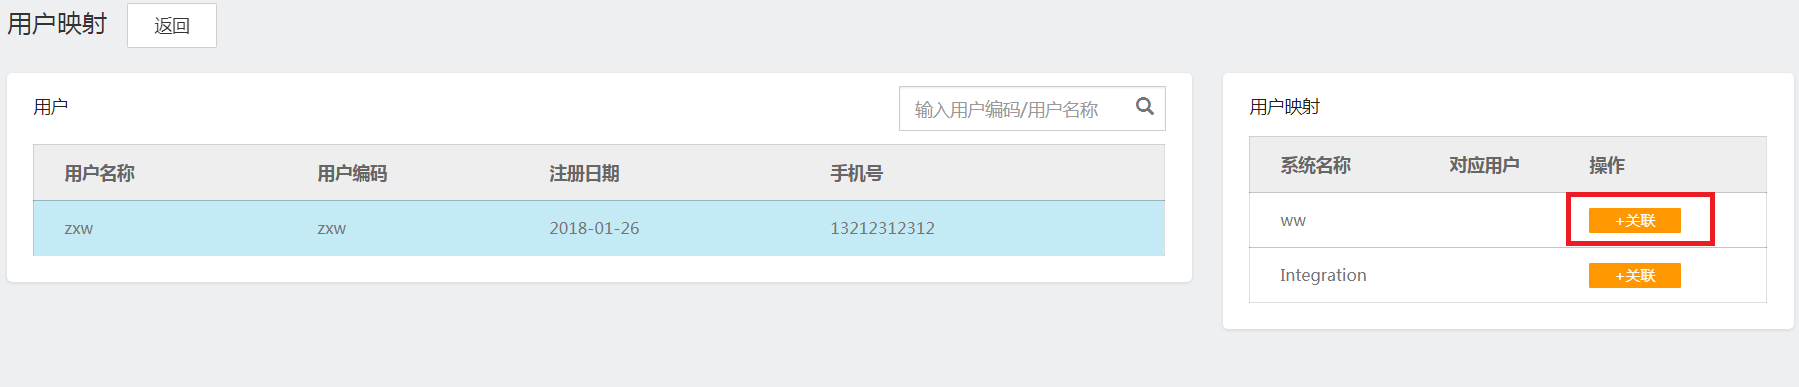 用户映射 返回
用户
输入用户编码/用户名称
用户名称 用户编码 注册日期 手机号
zxw zxw 2018-01-26 13212312312
用户映射
系统名称 对应用户 操作
ww +关联
Integration +关联